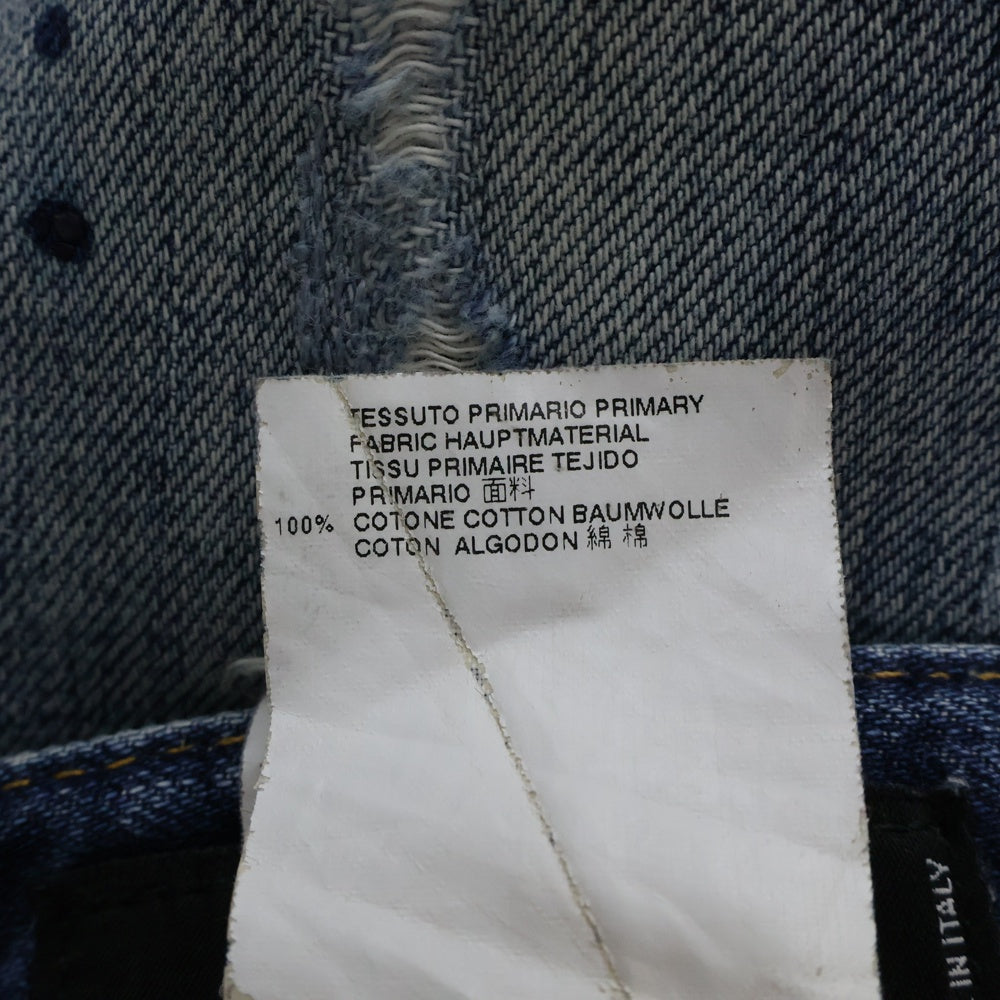 TESSUTO PRIMARIO PRIMARY
FABRIC HAUPTMATERIAL
TISSU PRIMAIRE TEJIDO
PRIMARIO 面料
100% COTONE COTTON BAUMWOLLE
COTON ALGODON 綿 棉
IN ITALY